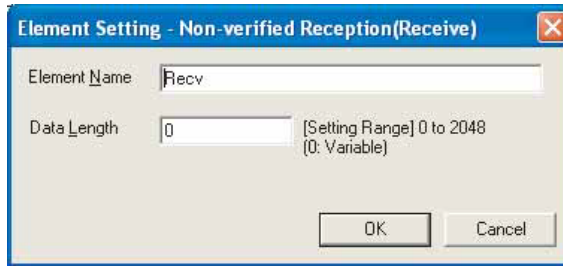 Element Setting - Non-verified Reception(Receive)
Element Name Recv
Data Length 0 [Setting Range] 0 to 2048
(0: Variable)
OK Cancel